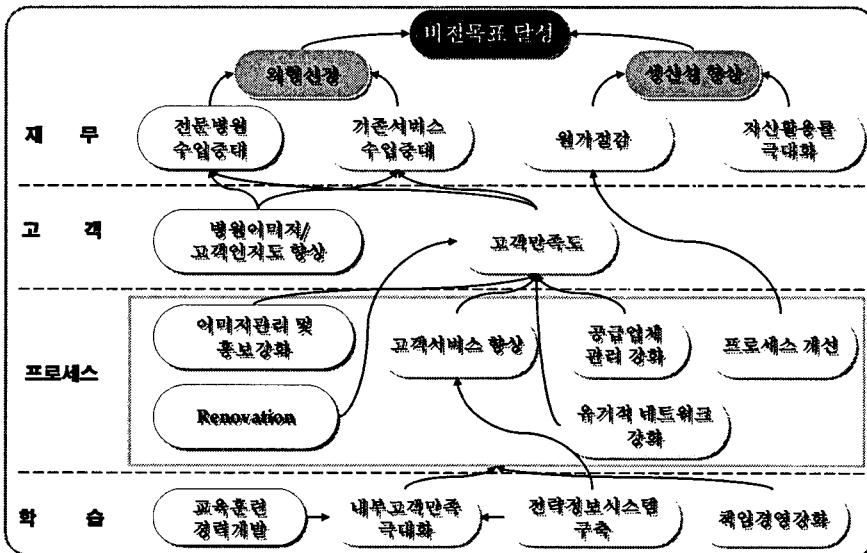 비전목표 달성
외형신장
생산성 향상
재 무
전문병원
수입증대
기존서비스
수입증대
원가절감
자산활용률
극대화
고 객
병원이미지/
고객인지도 향상
고객만족도
프로세스
이미지관리 및
홍보강화
고객서비스 향상
공급업체
관리 강화
프로세스 개선
Renovation
유기적 네트워크
강화
학 습
교육훈련
경력개발
내부고객만족
극대화
전략정보시스템
구축
책임경영강화